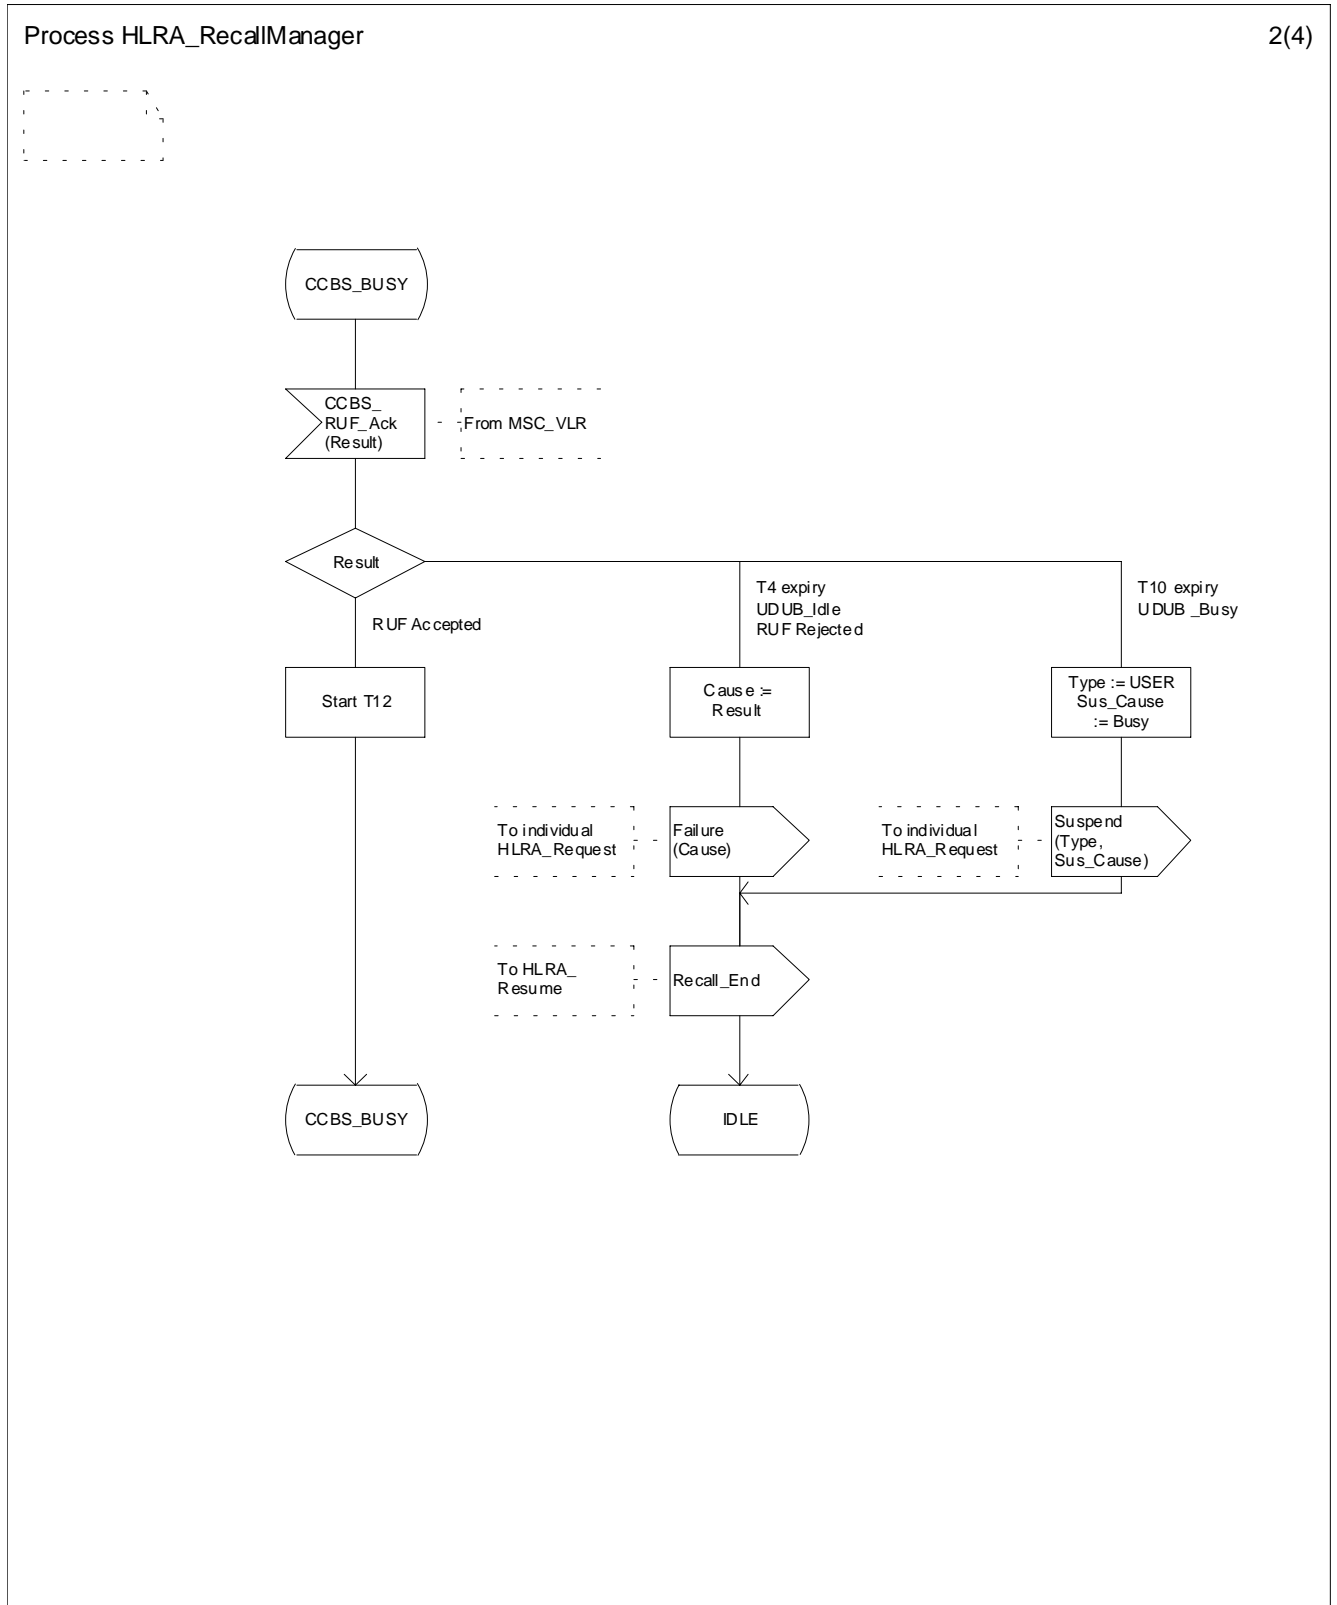 Process HLRA_RecallManager
2(4)
CCBS_BUSY
CCBS_
RUF_Ack
(Result)
From MSC_VLR
Result
RUF Accepted
T4 expiry
UDUB_Idle
RUF Rejected
T10 expiry
UDUB_Busy
Start T12
Cause :=
Result
Type := USER
Sus_Cause
:= Busy
To individual
HLRA_Request
Failure
(Cause)
To individual
HLRA_Request
Suspend
(Type,
Sus_Cause)
To HLRA_
Resume
Recall_End
CCBS_BUSY
IDLE